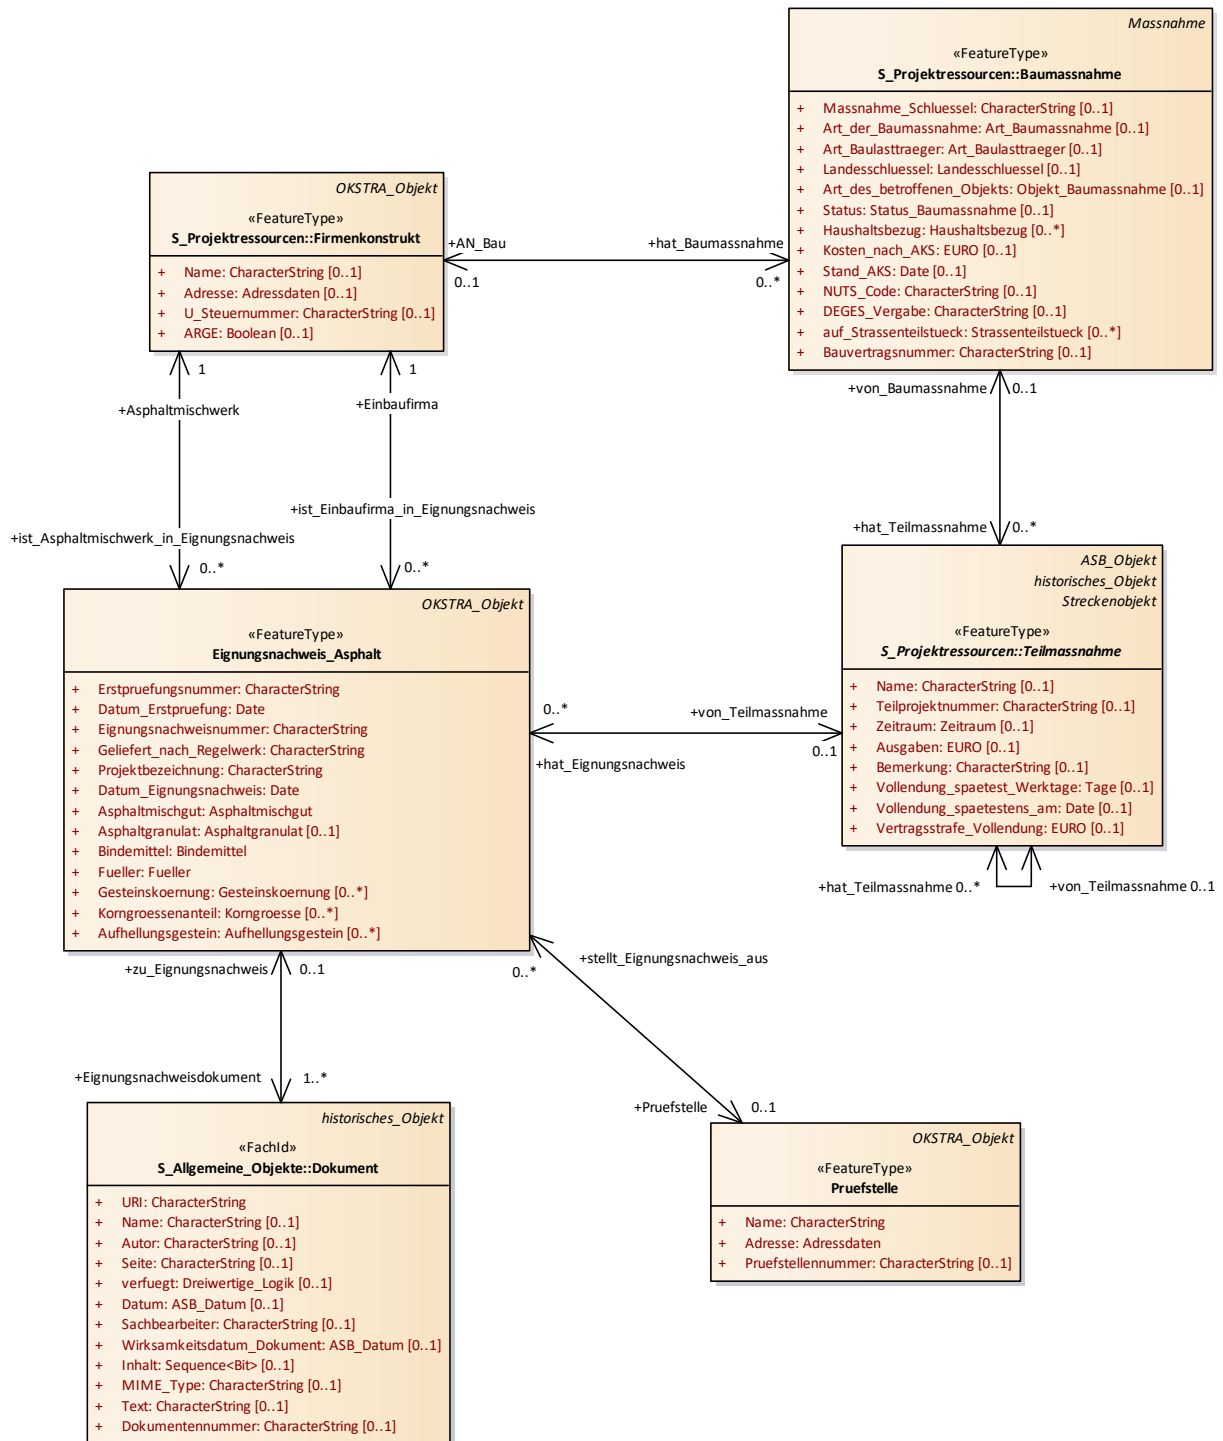 Massnahme
«FeatureType»
S_Projektressourcen::Baumassnahme
+ Massnahme_Schluessel: CharacterString [0..1]
+ Art_der_Baumassnahme: Art_Baumassnahme [0..1]
+ Art_Baulasttraeger: Art_Baulasttraeger [0..1]
+ Landesschluessel: Landesschluessel [0..1]
+ Art_des_betroffenen_Objekts: Objekt_Baumassnahme [0..1]
+ Status: Status_Baumassnahme [0..1]
+ Haushaltsbezug: Haushaltsbezug [0..*]
+ Kosten_nach_AKS: EURO [0..1]
+ Stand_AKS: Date [0..1]
+ NUTS_Code: CharacterString [0..1]
+ DEGES_Vergabe: CharacterString [0..1]
+ auf_Strassenteilstueck: Strassenteilstueck [0..*]
+ Bauvertragsnummer: CharacterString [0..1]
OKSTRA_Objekt
«FeatureType»
S_Projektressourcen::Firmenkonstrukt
+ Name: CharacterString [0..1]
+ Adresse: Adressdaten [0..1]
+ U_Steuernummer: CharacterString [0..1]
+ ARGE: Boolean [0..1]
+AN_Bau
0..1
+hat_Baumassnahme
0..*
1
+Asphaltmischwerk
1
+Einbaufirma
+ist_Einbaufirma_in_Eignungsnachweis
0..*
+ist_Asphaltmischwerk_in_Eignungsnachweis
0..*
+von_Baumassnahme
0..1
+hat_Teilmassnahme
0..*
ASB_Objekt
historisches_Objekt
Streckenobjekt
«FeatureType»
S_Projektressourcen::Teilmassnahme
+ Name: CharacterString [0..1]
+ Teilprojektnummer: CharacterString [0..1]
+ Zeitraum: Zeitraum [0..1]
+ Ausgaben: EURO [0..1]
+ Bemerkung: CharacterString [0..1]
+ Vollendung_spaetest_Werktage: Tage [0..1]
+ Vollendung_spaetestens_am: Date [0..1]
+ Vertragsstrafe_Vollendung: EURO [0..1]
+hat_Teilmassnahme 0..*
+von_Teilmassnahme 0..1
OKSTRA_Objekt
«FeatureType»
Eignungsnachweis_Asphalt
+ Erstpruefungsnummer: CharacterString
+ Datum_Erstpruefung: Date
+ Eignungsnachweisnummer: CharacterString
+ Geliefert_nach_Regelwerk: CharacterString
+ Projektbezeichnung: CharacterString
+ Datum_Eignungsnachweis: Date
+ Asphaltmischgut: Asphaltmischgut
+ Asphaltgranulat: Asphaltgranulat [0..1]
+ Bindemittel: Bindemittel
+ Fueller: Fueller
+ Gesteinskoernung: Gesteinskoernung [0..*]
+ Korngroessenanteil: Korngroesse [0..*]
+ Aufhellungsgestein: Aufhellungsgestein [0..*]
0..*
+hat_Eignungsnachweis
+von_Teilmassnahme
0..1
+zu_Eignungsnachweis
0..1
+Eignungsnachweisdokument
1..*
0..*
+stellt_Eignungsnachweis_aus
+Pruefstelle
0..1
historisches_Objekt
«FachId»
S_Allgemeine_Objekte::Dokument
+ URI: CharacterString
+ Name: CharacterString [0..1]
+ Autor: CharacterString [0..1]
+ Seite: CharacterString [0..1]
+ verfuegt: Dreiwertige_Logik [0..1]
+ Datum: ASB_Datum [0..1]
+ Sachbearbeiter: CharacterString [0..1]
+ Wirksamkeitsdatum_Dokument: ASB_Datum [0..1]
+ Inhalt: Sequence<Bit> [0..1]
+ MIME_Type: CharacterString [0..1]
+ Text: CharacterString [0..1]
+ Dokumentennummer: CharacterString [0..1]
OKSTRA_Objekt
«FeatureType»
Pruefstelle
+ Name: CharacterString
+ Adresse: Adressdaten
+ Pruefstellennummer: CharacterString [0..1]